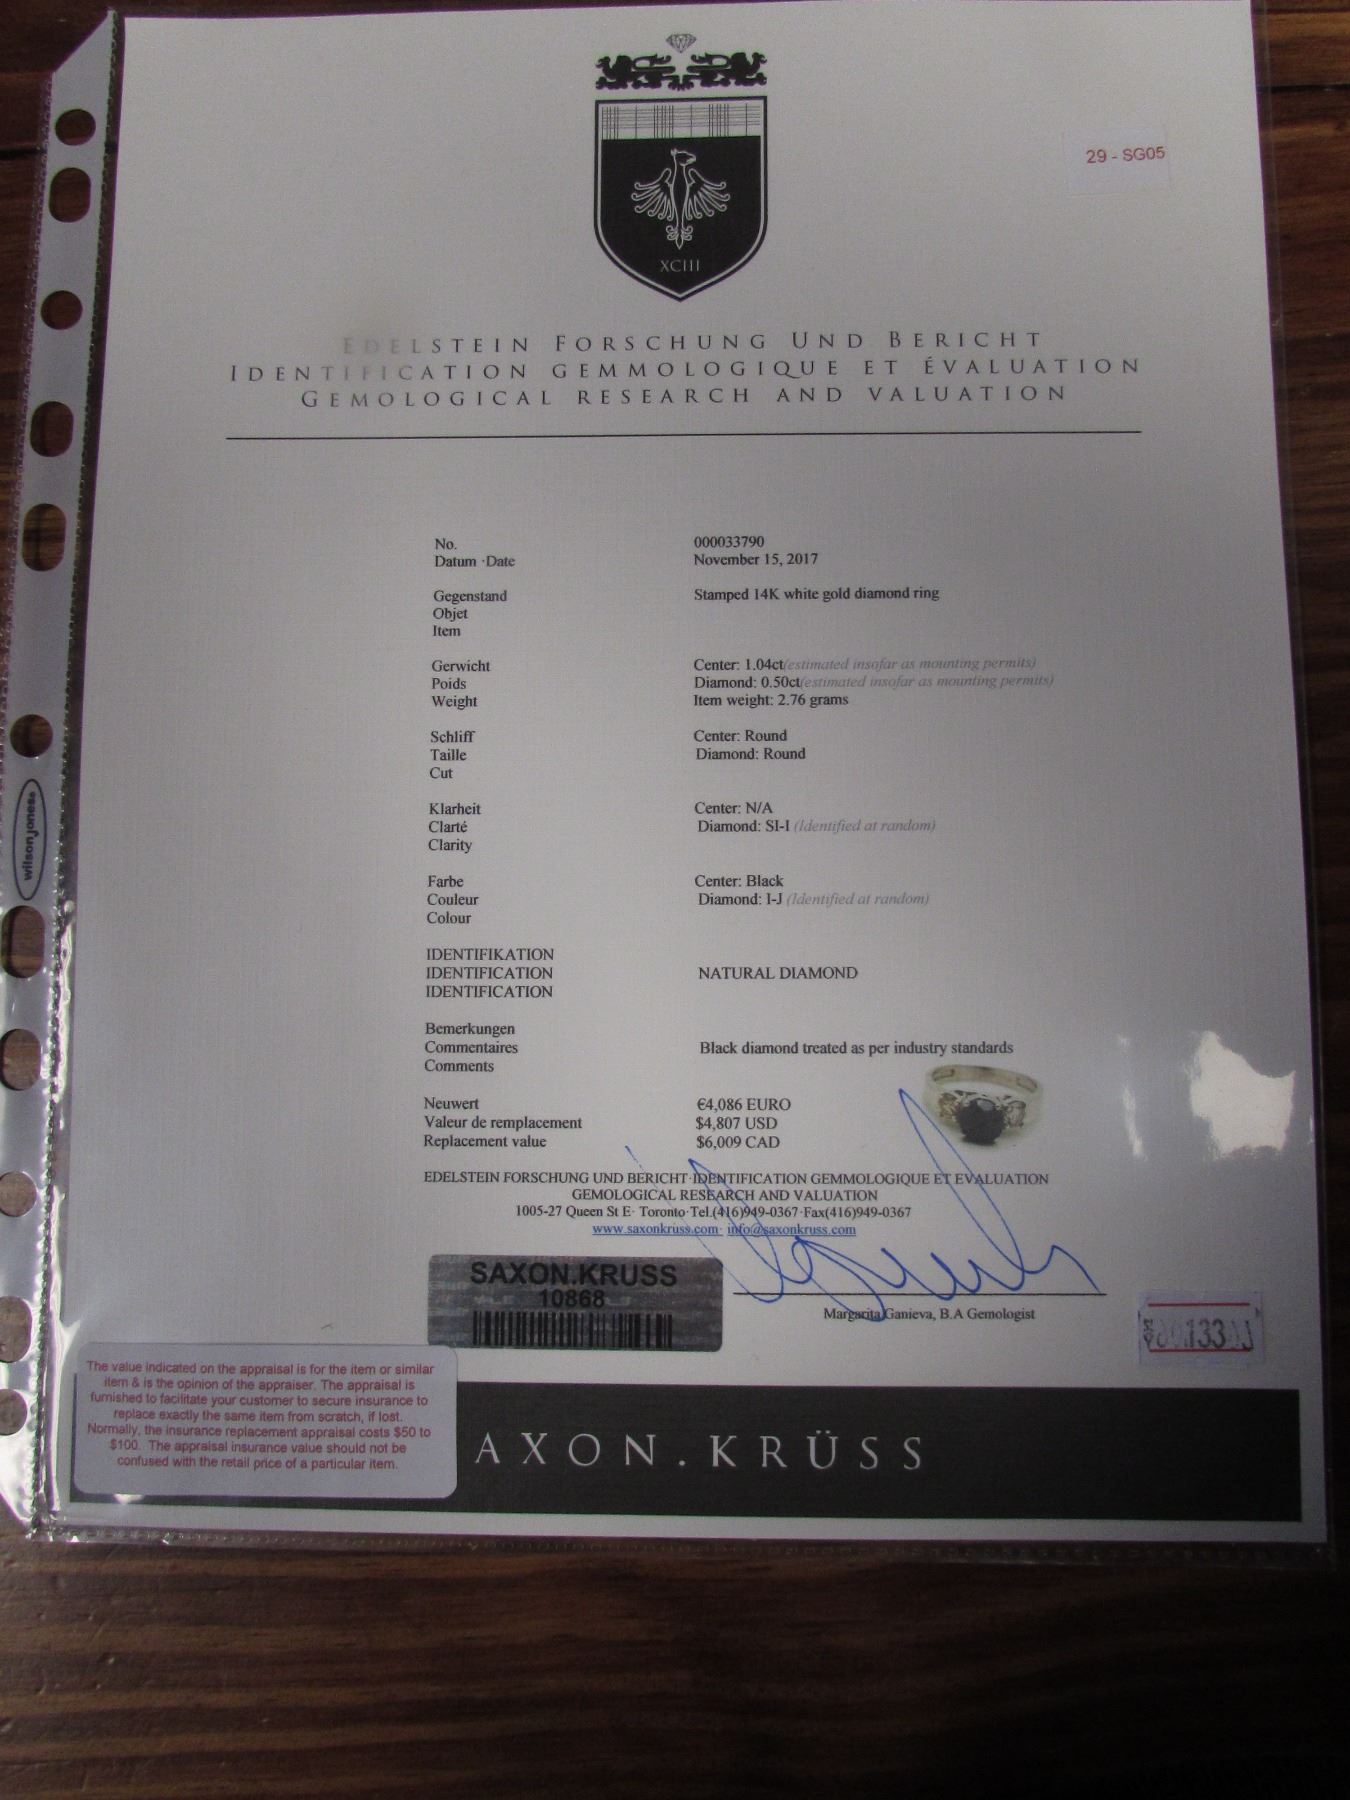 29 - SG05
XCIII
EDELSTEIN FORSCHUNG UND BERICHT
IDENTIFICATION GEMMOLOGIQUE ET ÉVALUATION
GEMOLOGICAL RESEARCH AND VALUATION
No. 000033790
Datum ·Date November 15, 2017
Gegenstand Stamped 14K white gold diamond ring
Objet
Item
Gerwicht Center: 1.04ct(estimated insofar as mounting permits)
Poids Diamond: 0.50ct(estimated insofar as mounting permits)
Weight Item weight: 2.76 grams
Schliff Center: Round
Taille Diamond: Round
Cut
Klarheit Center: N/A
Clarté Diamond: SI-I (Identified at random)
Clarity
Farbe Center: Black
Couleur Diamond: I-J (Identified at random)
Colour
IDENTIFIKATION
IDENTIFICATION NATURAL DIAMOND
IDENTIFICATION
Bemerkungen
Commentaires Black diamond treated as per industry standards
Comments
Neuwert €4,086 EURO
Valeur de remplacement $4,807 USD
Replacement value $6,009 CAD
EDELSTEIN FORSCHUNG UND BERICHT·IDENTIFICATION GEMMOLOGIQUE ET EVALUATION
GEMOLOGICAL RESEARCH AND VALUATION
1005-27 Queen St E· Toronto·Tel.(416)949-0367·Fax(416)949-0367
www.saxonkruss.com· info@saxonkruss.com
SAXON.KRUSS
10868
Margarita Ganieva, B.A Gemologist
The value indicated on the appraisal is for the item or similar
item & is the opinion of the appraiser. The appraisal is
furnished to facilitate your customer to secure insurance to
replace exactly the same item from scratch, if lost.
Normally, the insurance replacement appraisal costs $50 to
$100. The appraisal insurance value should not be
confused with the retail price of a particular item.
AXON.KRÜSS
wilsonjones